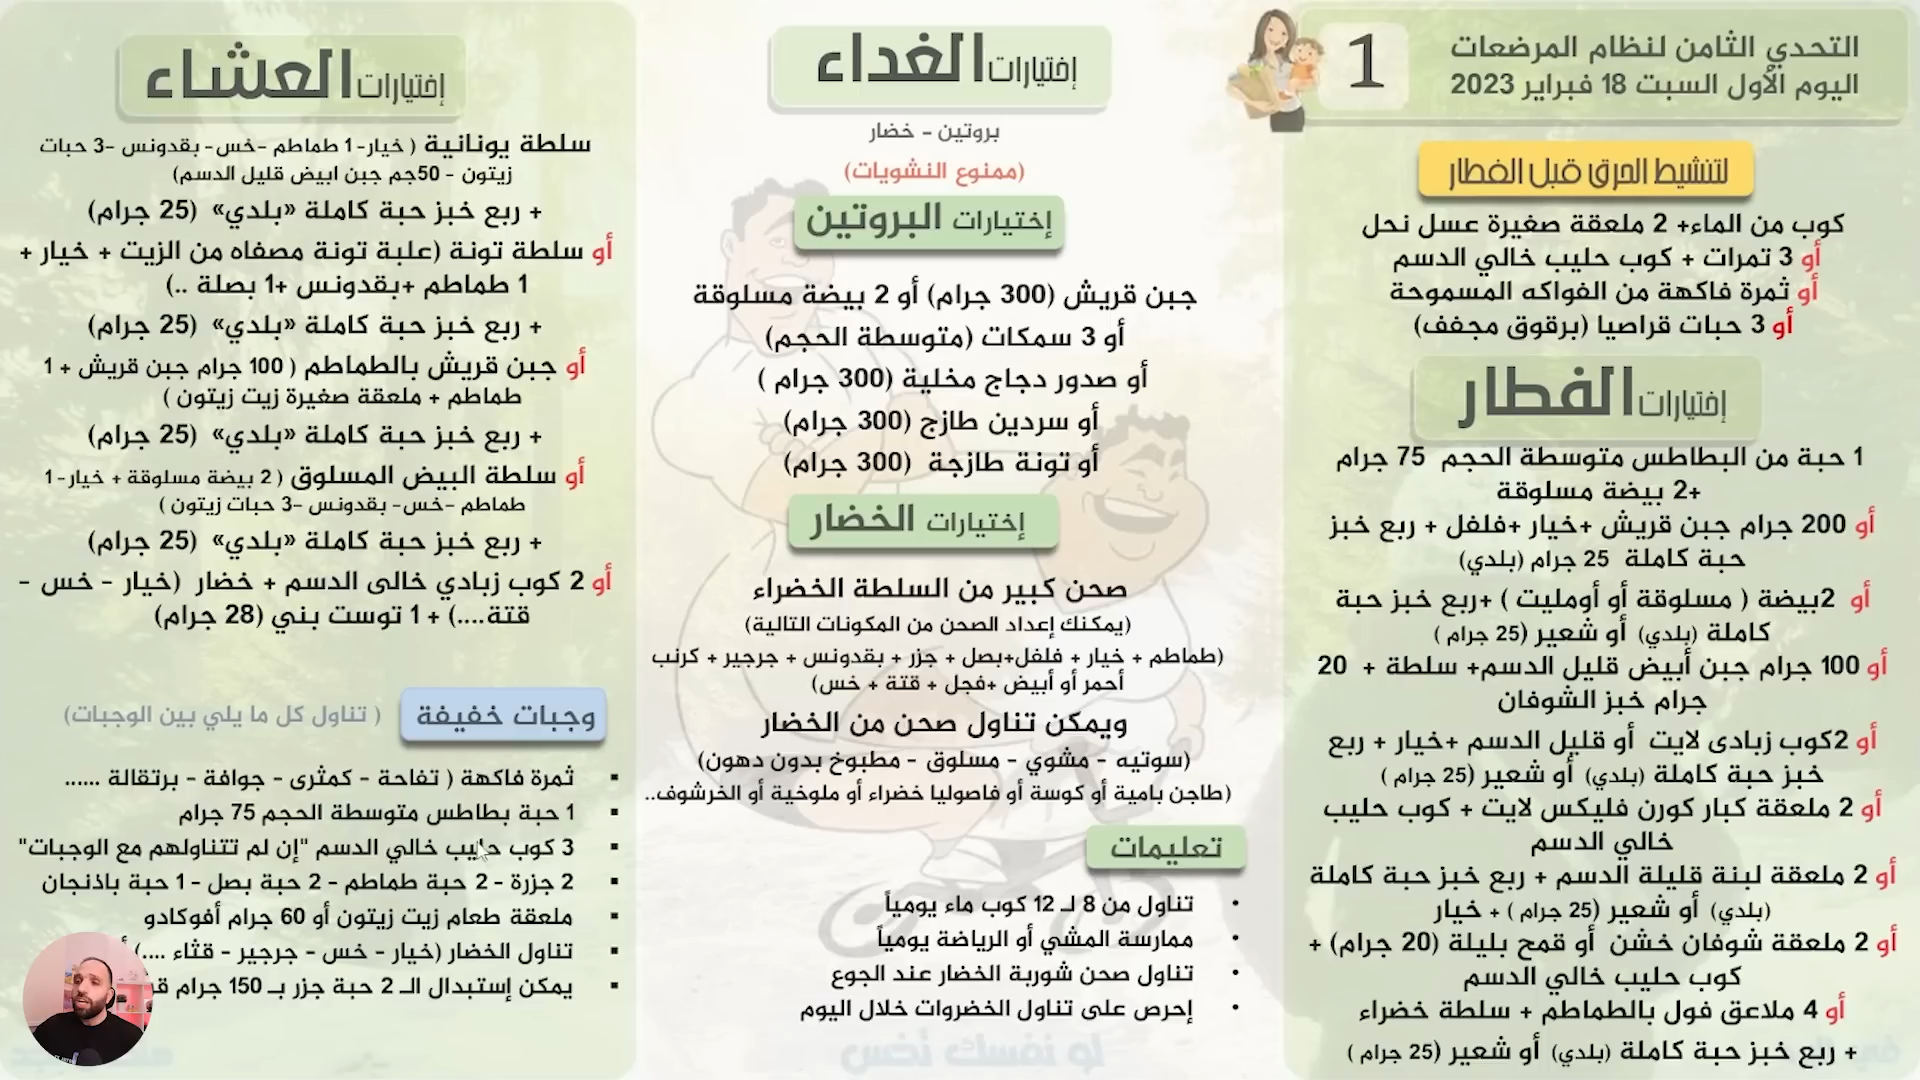 التحدي الثامن لنظام المرضعات
اليوم الأول السبت 18 فبراير 2023
1
لتنشيط الحرق قبل الفطار
كوب من الماء+ 2 ملعقة صغيرة عسل نحل
أو 3 تمرات + كوب حليب خالي الدسم
أو ثمرة فاكهة من الفواكه المسموحة
أو 3 حبات قراصيا (برقوق مجفف)
إختيارات الفطار
1 حبة من البطاطس متوسطة الحجم 75 جرام
+2 بيضة مسلوقة
أو 200 جرام جبن قريش +خيار +فلفل + ربع خبز
حبة كاملة 25 جرام (بلدي)
أو 2بيضة ( مسلوقة أو أومليت ) +ربع خبز حبة
كاملة (بلدي) أو شعير (25 جرام )
أو 100 جرام جبن أبيض قليل الدسم+ سلطة + 20
جرام خبز الشوفان
أو 2كوب زبادى لايت أو قليل الدسم +خيار + ربع
خبز حبة كاملة (بلدي) أو شعير (25 جرام )
أو 2 ملعقة كبار كورن فليكس لايت + كوب حليب
خالي الدسم
أو 2 ملعقة لبنة قليلة الدسم + ربع خبز حبة كاملة
(بلدي) أو شعير (25 جرام ) + خيار
أو 2 ملعقة شوفان خشن أو قمح بليلة (20 جرام) +
كوب حليب خالي الدسم
أو 4 ملاعق فول بالطماطم + سلطة خضراء
+ ربع خبز حبة كاملة (بلدي) أو شعير (25 جرام )
إختيارات الغداء
بروتين - خضار
(ممنوع النشويات)
إختيارات البروتين
جبن قريش (300 جرام) أو 2 بيضة مسلوقة
أو 3 سمكات (متوسطة الحجم)
أو صدور دجاج مخلية (300 جرام )
أو سردين طازج (300 جرام)
أو تونة طازجة (300 جرام)
إختيارات الخضار
صحن كبير من السلطة الخضراء
(يمكنك إعداد الصحن من المكونات التالية)
(طماطم + خيار + فلفل+بصل + جزر + بقدونس + جرجير + كرنب
أحمر أو أبيض +فجل + قتة + خس)
ويمكن تناول صحن من الخضار
(سوتيه - مشوي - مسلوق - مطبوخ بدون دهون)
(طاجن بامية أو كوسة أو فاصوليا خضراء أو ملوخية أو الخرشوف..
تعليمات
• تناول من 8 لـ 12 كوب ماء يومياً
• ممارسة المشي أو الرياضة يومياً
• تناول صحن شوربة الخضار عند الجوع
• إحرص على تناول الخضروات خلال اليوم
لو نفسك تخس
إختيارات العشاء
سلطة يونانية ( خيار- 1 طماطم -خس- بقدونس -3 حبات
زيتون - 50جم جبن ابيض قليل الدسم)
+ ربع خبز حبة كاملة «بلدي» (25 جرام)
أو سلطة تونة (علبة تونة مصفاه من الزيت + خيار +
1 طماطم +بقدونس +1 بصلة ..)
+ ربع خبز حبة كاملة «بلدي» (25 جرام)
أو جبن قريش بالطماطم ( 100 جرام جبن قريش + 1
طماطم + ملعقة صغيرة زيت زيتون )
+ ربع خبز حبة كاملة «بلدي» (25 جرام)
أو سلطة البيض المسلوق ( 2 بيضة مسلوقة + خيار- 1
طماطم -خس- بقدونس -3 حبات زيتون )
+ ربع خبز حبة كاملة «بلدي» (25 جرام)
أو 2 كوب زبادي خالى الدسم + خضار (خيار - خس -
قتة....) + 1 توست بني (28 جرام)
وجبات خفيفة ( تناول كل ما يلي بين الوجبات)
▪ ثمرة فاكهة ( تفاحة - كمثرى - جوافة - برتقالة ......
▪ 1 حبة بطاطس متوسطة الحجم 75 جرام
▪ 3 كوب حليب خالي الدسم "إن لم تتناولهم مع الوجبات"
▪ 2 جزرة - 2 حبة طماطم - 2 حبة بصل - 1 حبة باذنجان
▪ ملعقة طعام زيت زيتون أو 60 جرام أفوكادو
▪ تناول الخضار (خيار - خس - جرجير - قثاء ....)
▪ يمكن إستبدال الـ 2 حبة جزر بـ 150 جرام